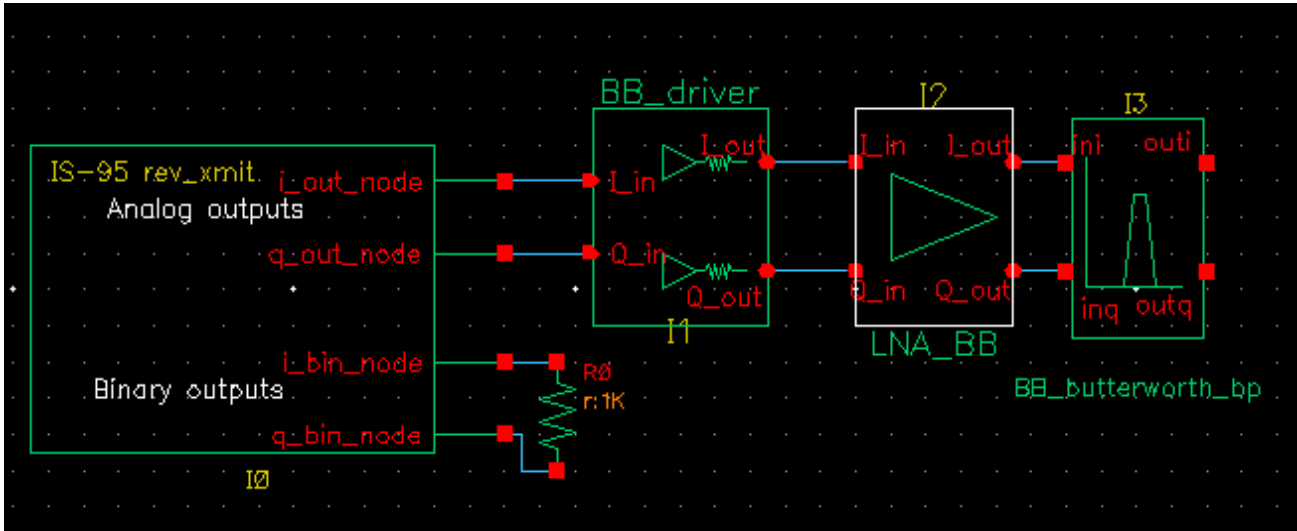 BB_driver
I2
I3
I_out
I_in
I_out
ini
outi
IS-95 rev_xmit
i_out_node
I_in
Analog outputs
q_out_node
Q_in
Q_out
Q_in
Q_out
inq
outq
I1
LNA_BB
i_bin_node
R0
r:1K
Binary outputs
BB_butterworth_bp
q_bin_node
I0